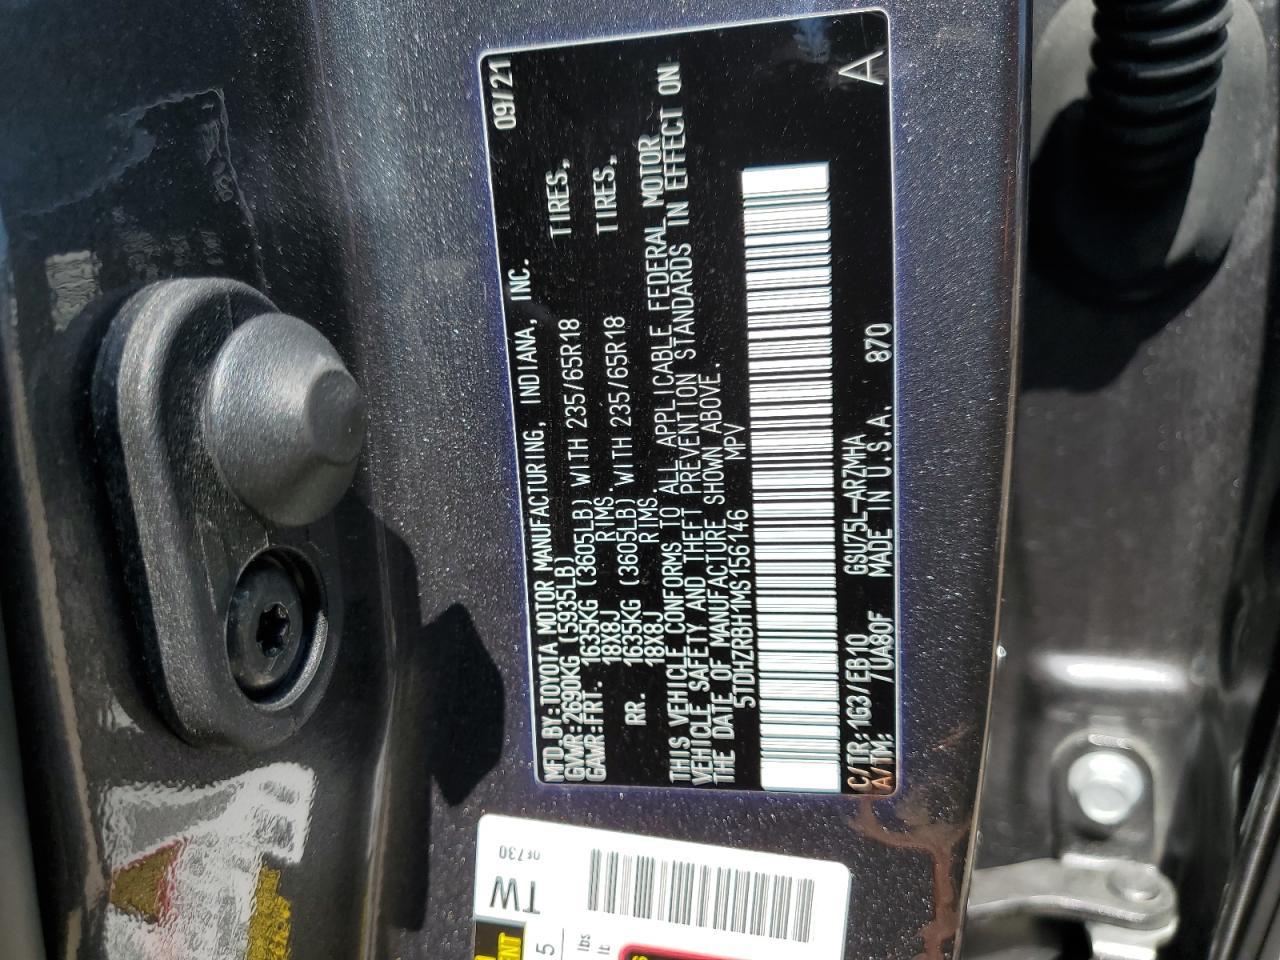 MFD.BY:TOYOTA MOTOR MANUFACTURING, INDIANA, INC. 09/21
GVWR:2690KG (5935LB)
GAWR:FRT. 1635KG (3605LB) WITH 235/65R18 TIRES,
18X8J RIMS.
RR. 1635KG (3605LB) WITH 235/65R18 TIRES,
18X8J RIMS.
THIS VEHICLE CONFORMS TO ALL APPLICABLE FEDERAL MOTOR
VEHICLE SAFETY AND THEFT PREVENTION STANDARDS IN EFFECT ON
THE DATE OF MANUFACTURE SHOWN ABOVE.
5TDHZRBH1MS156146 MPV
C/TR:1G3/EB10 GSU75L-ARZMHA
A/TM: 7UA80F MADE IN U.S.A. 870 A
TW
5
lbs
lb